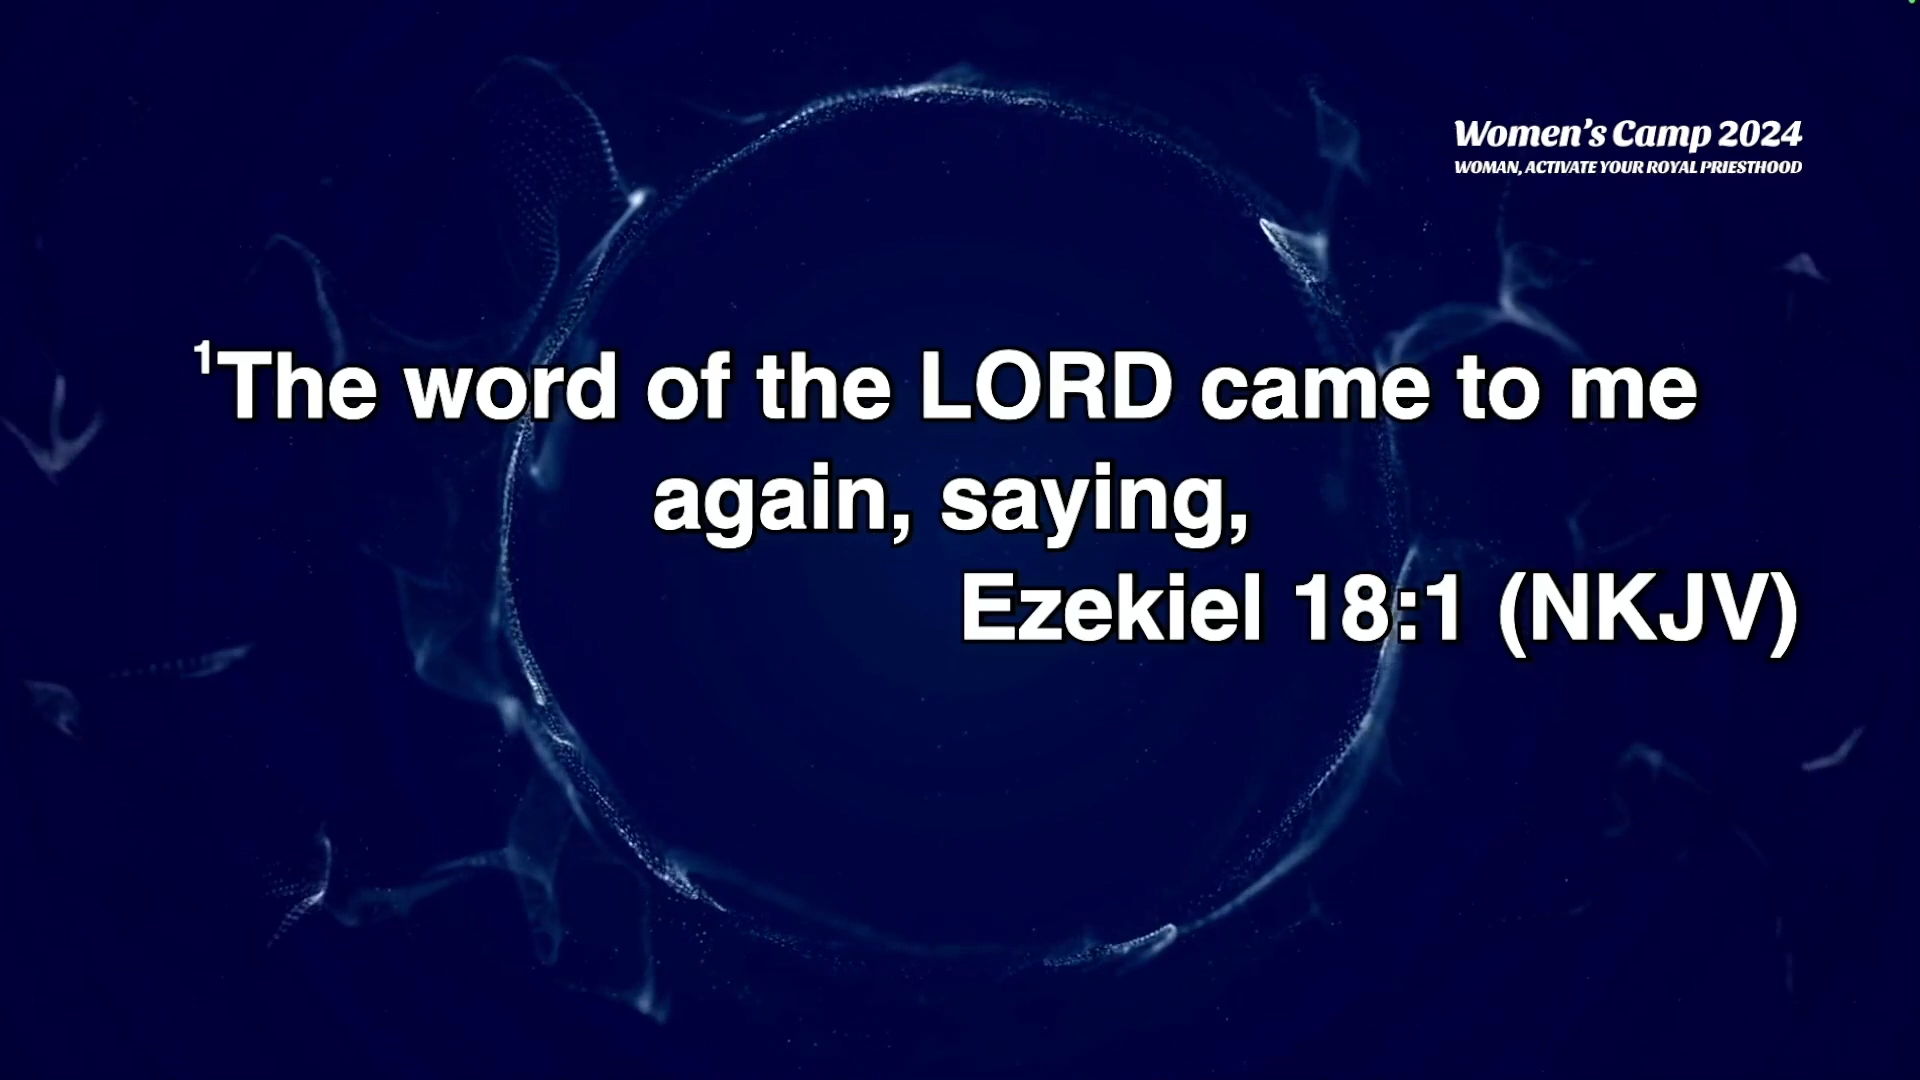 Women's Camp 2024
WOMAN, ACTIVATE YOUR ROYAL PRIESTHOOD
¹The word of the LORD came to me
again, saying,
Ezekiel 18:1 (NKJV)